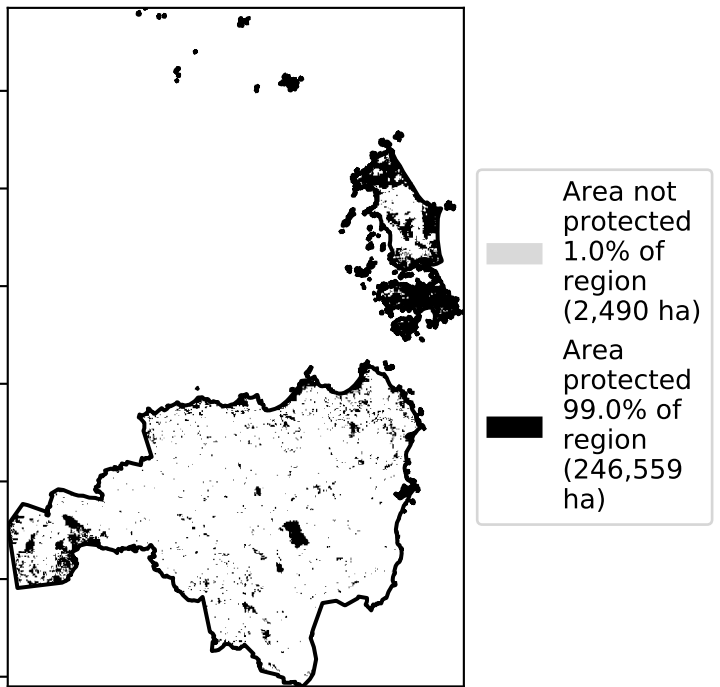 Area not
protected
1.0% of
region
(2,490 ha)
Area
protected
99.0% of
region
(246,559
ha)